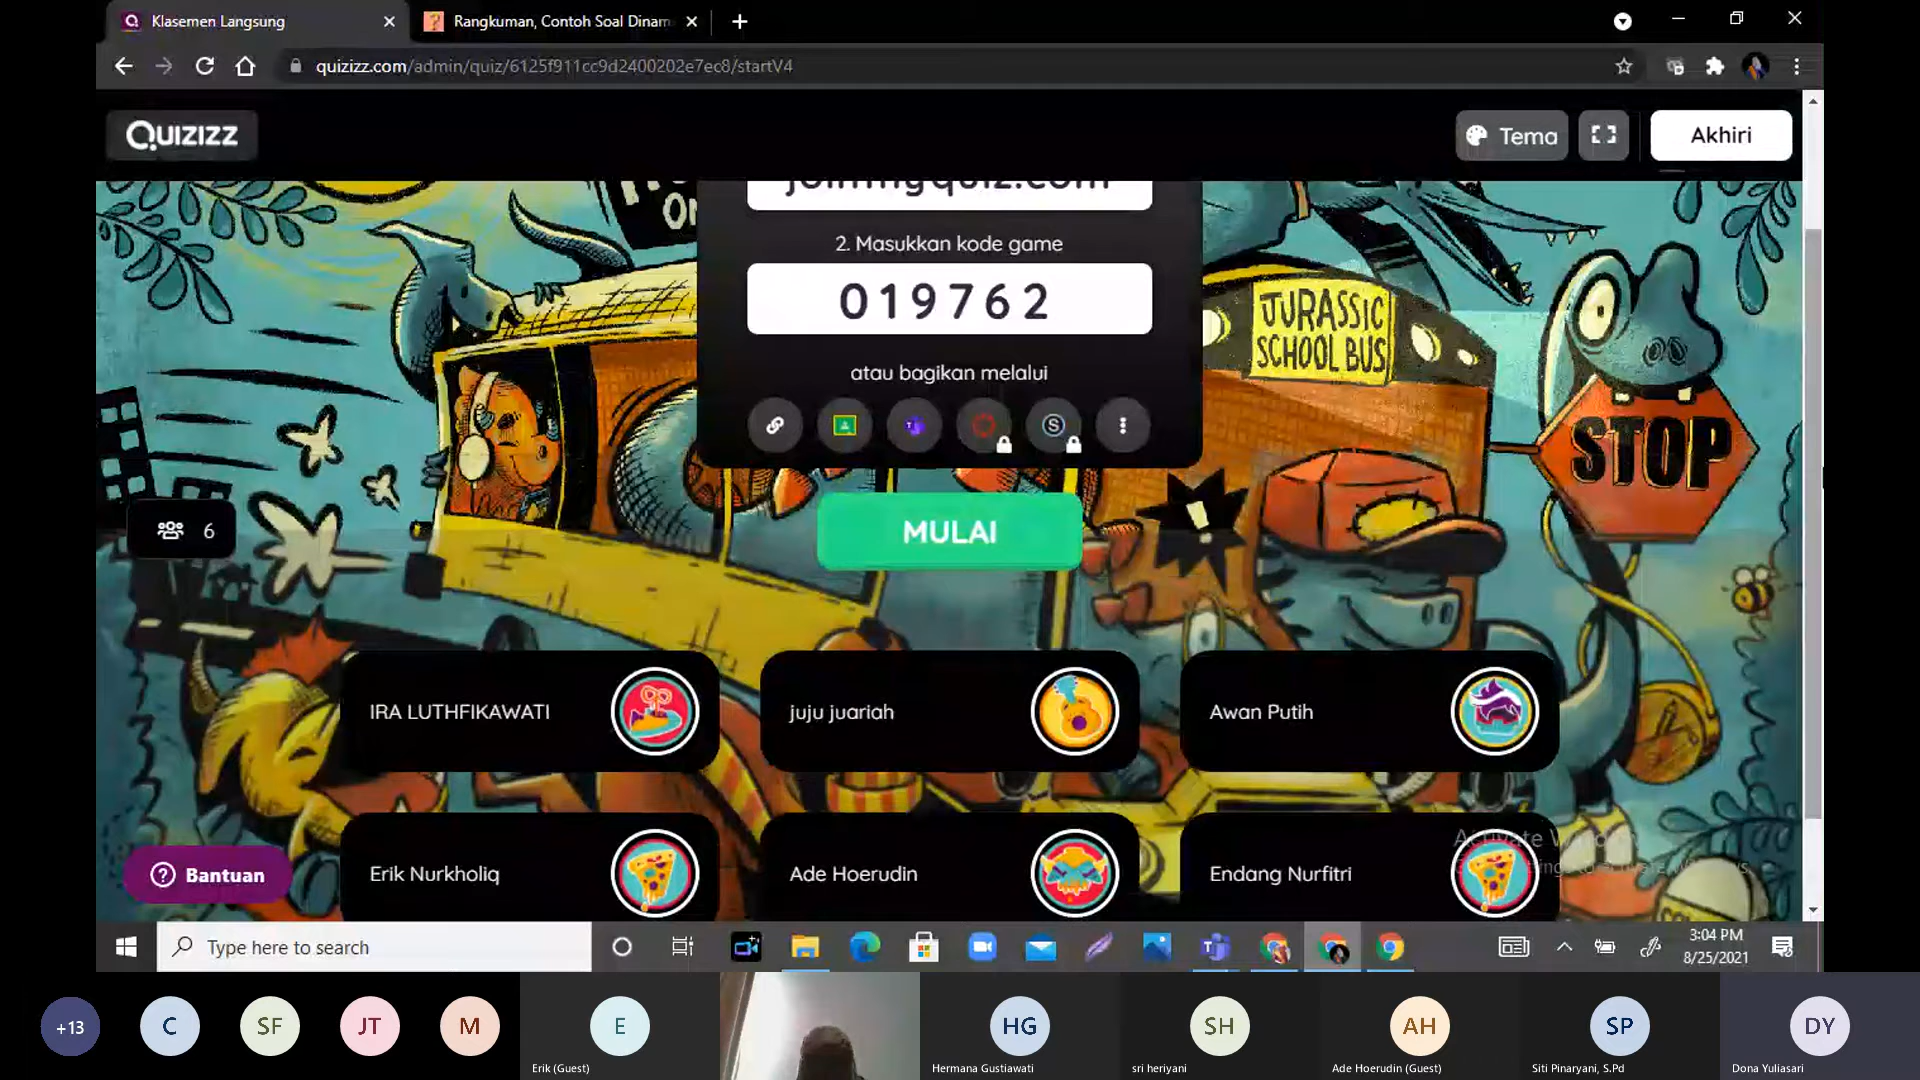 Klasemen Langsung
Rangkuman, Contoh Soal Dinam
quizizz.com/admin/quiz/6125f911cc9d2400202e7ec8/startV4
QUIZIZZ
Tema
Akhiri
joinmyquiz.com
2. Masukkan kode game
019762
atau bagikan melalui
JURASSIC
SCHOOL BUS
STOP
!
6
MULAI
IRA LUTHFIKAWATI
juju juariah
Awan Putih
Erik Nurkholiq
Ade Hoerudin
Endang Nurfitri
Bantuan
Type here to search
3:04 PM
8/25/2021
+13
C
SF
JT
M
E
HG
SH
AH
SP
DY
Erik (Guest)
Hermana Gustiawati
sri heriyani
Ade Hoerudin (Guest)
Siti Pinaryani, S.Pd
Dona Yuliasari